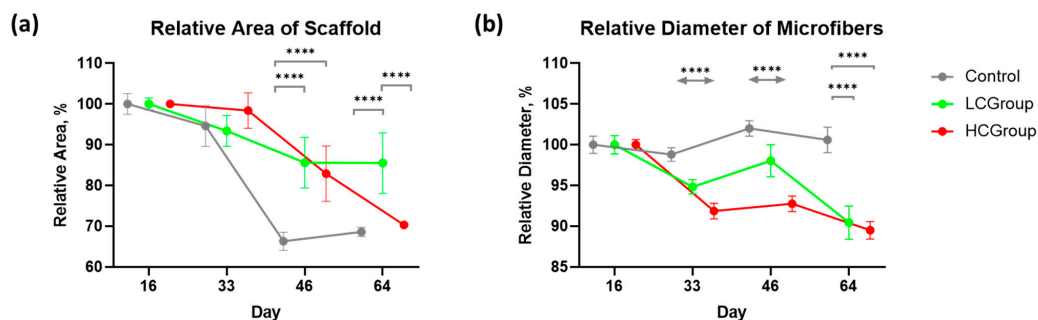 (a)
Relative Area of Scaffold
Relative Area, %
110
100
90
80
70
60
****
****
****
****
16
33
46
64
Day
(b)
Relative Diameter of Microfibers
Relative Diameter, %
110
105
100
95
90
85
****
****
****
****
16
33
46
64
Day
Control
LCGroup
HCGroup